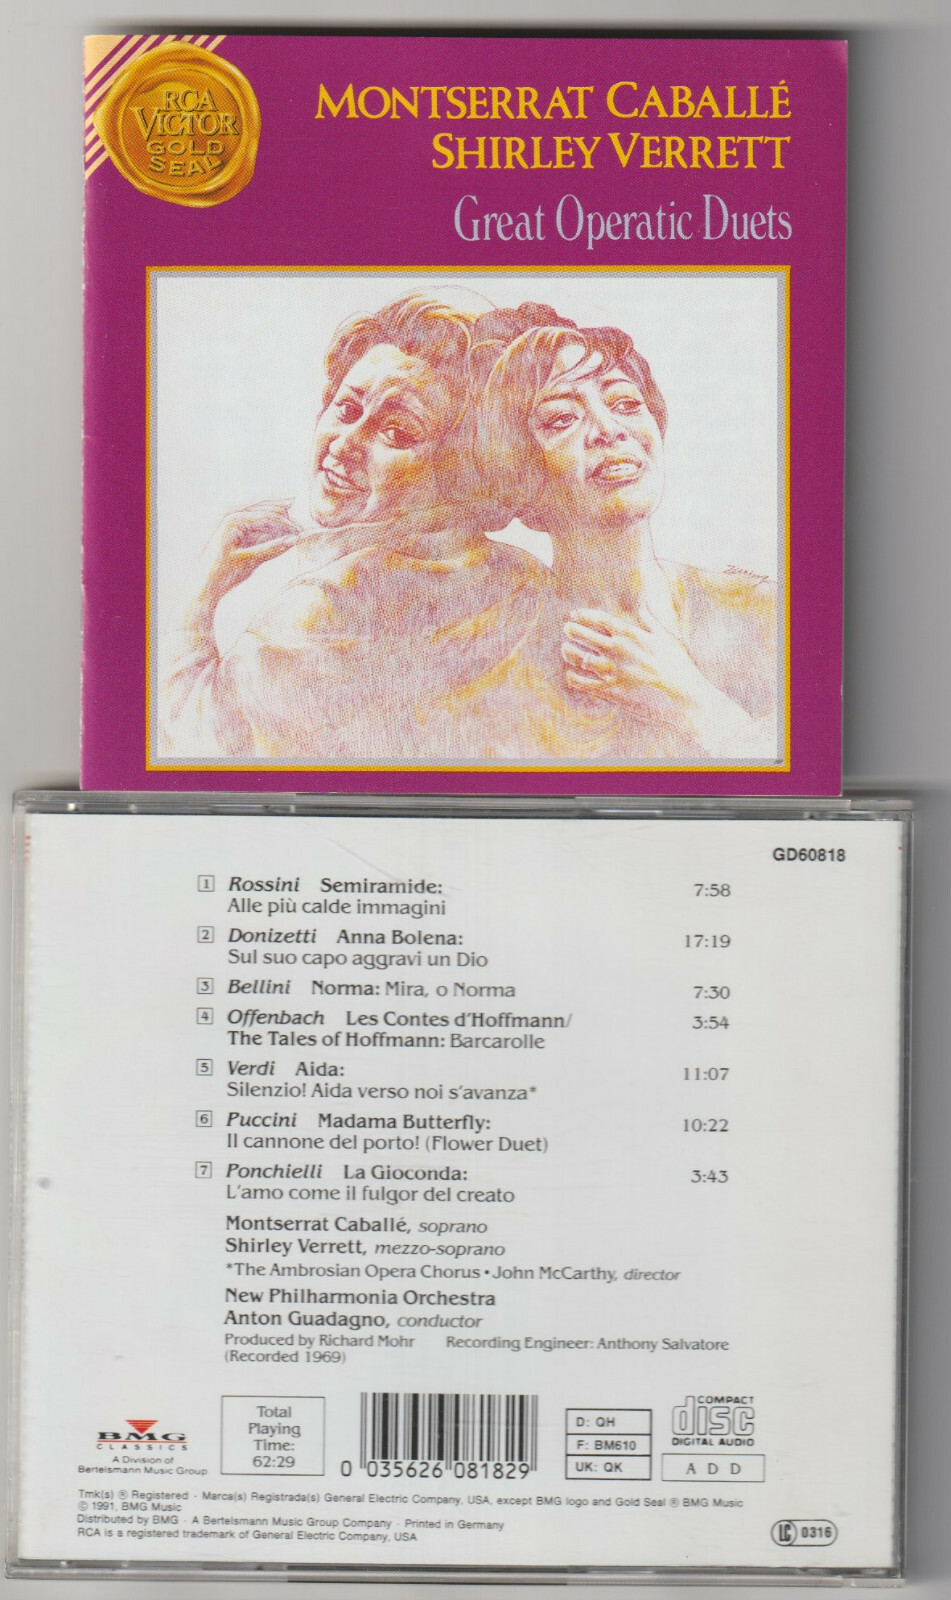 RCA
VICTOR
GOLD
SEAL
MONTSERRAT CABALLÉ
SHIRLEY VERRETT
Great Operatic Duets
GD60818
1 Rossini Semiramide: 7:58
Alle più calde immagini
2 Donizetti Anna Bolena: 17:19
Sul suo capo aggravi un Dio
3 Bellini Norma: Mira, o Norma 7:30
4 Offenbach Les Contes d'Hoffmann/ 3:54
The Tales of Hoffmann: Barcarolle
5 Verdi Aida: 11:07
Silenzio! Aida verso noi s'avanza*
6 Puccini Madama Butterfly: 10:22
Il cannone del porto! (Flower Duet)
7 Ponchielli La Gioconda: 3:43
L'amo come il fulgor del creato
Montserrat Caballé, soprano
Shirley Verrett, mezzo-soprano
*The Ambrosian Opera Chorus • John McCarthy, director
New Philharmonia Orchestra
Anton Guadagno, conductor
Produced by Richard Mohr Recording Engineer: Anthony Salvatore
(Recorded 1969)
BMG
CLASSICS
A Division of
Bertelsmann Music Group
Total
Playing
Time:
62:29
0 035626 081829
D: QH
F: BM610
UK: QK
COMPACT
disc
DIGITAL AUDIO
A D D
Tmk(s) ® Registered · Marca(s) Registrada(s) General Electric Company, USA, except BMG logo and Gold Seal ® BMG Music
© 1991, BMG Music
Distributed by BMG · A Bertelsmann Music Group Company · Printed in Germany
RCA is a registered trademark of General Electric Company, USA
LC 0316